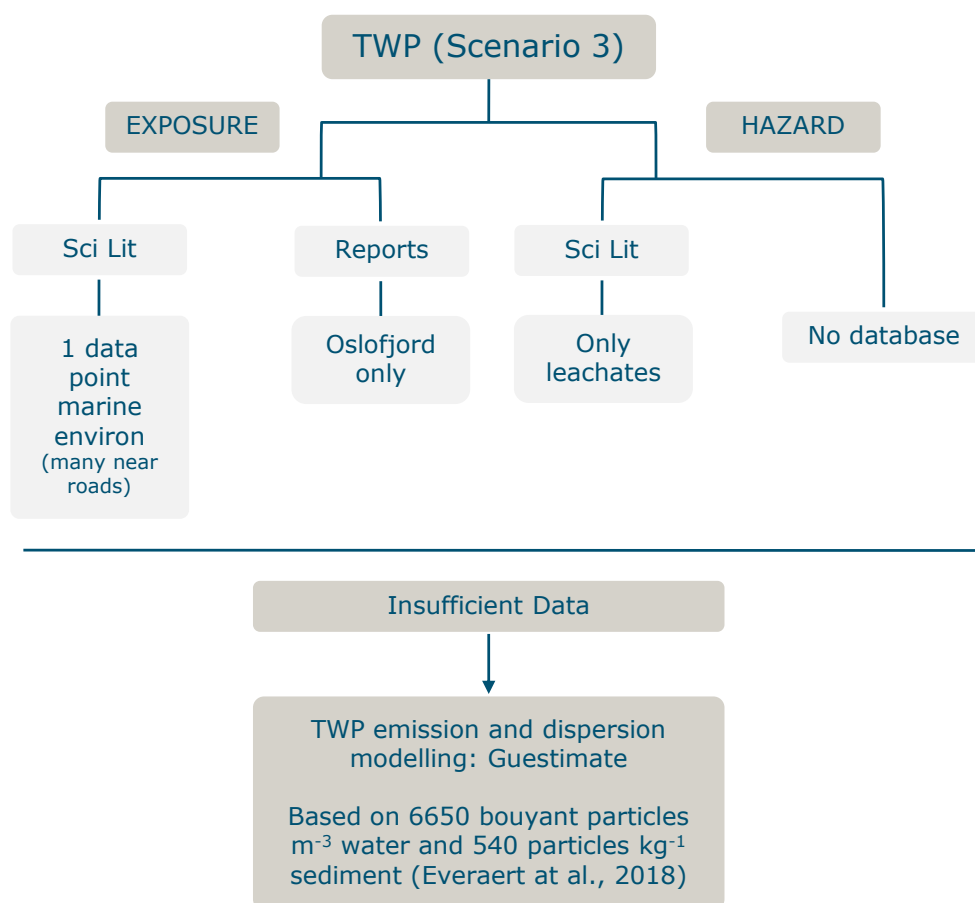 TWP (Scenario 3)
EXPOSURE
HAZARD
Sci Lit
Reports
Sci Lit
1 data
point
marine
environ
(many near
roads)
Oslofjord
only
Only
leachates
No database
Insufficient Data
TWP emission and dispersion
modelling: Guestimate
Based on 6650 bouyant particles
m⁻³ water and 540 particles kg⁻¹
sediment (Everaert at al., 2018)